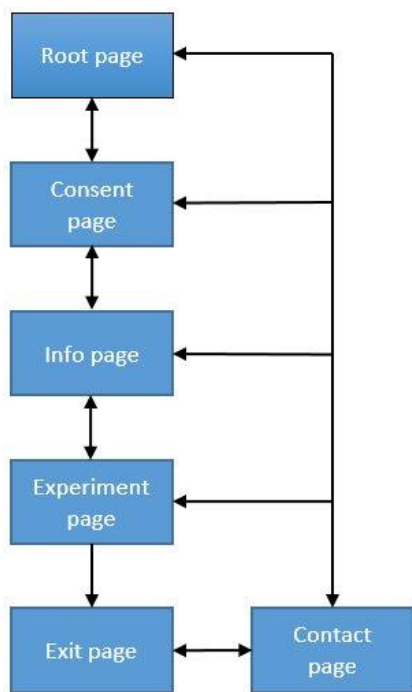 Root page
Consent
page
Info page
Experiment
page
Exit page
Contact
page